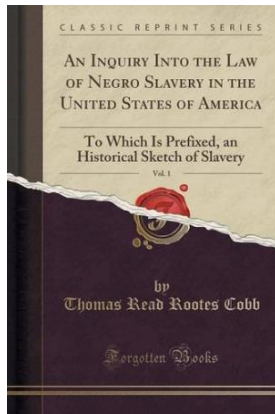 CLASSIC REPRINT SERIES
AN INQUIRY INTO THE LAW
OF NEGRO SLAVERY IN THE
UNITED STATES OF AMERICA
To Which Is Prefixed, an
Historical Sketch of Slavery
Vol. 1
by
Thomas Read Rootes Cobb
Forgotten Books